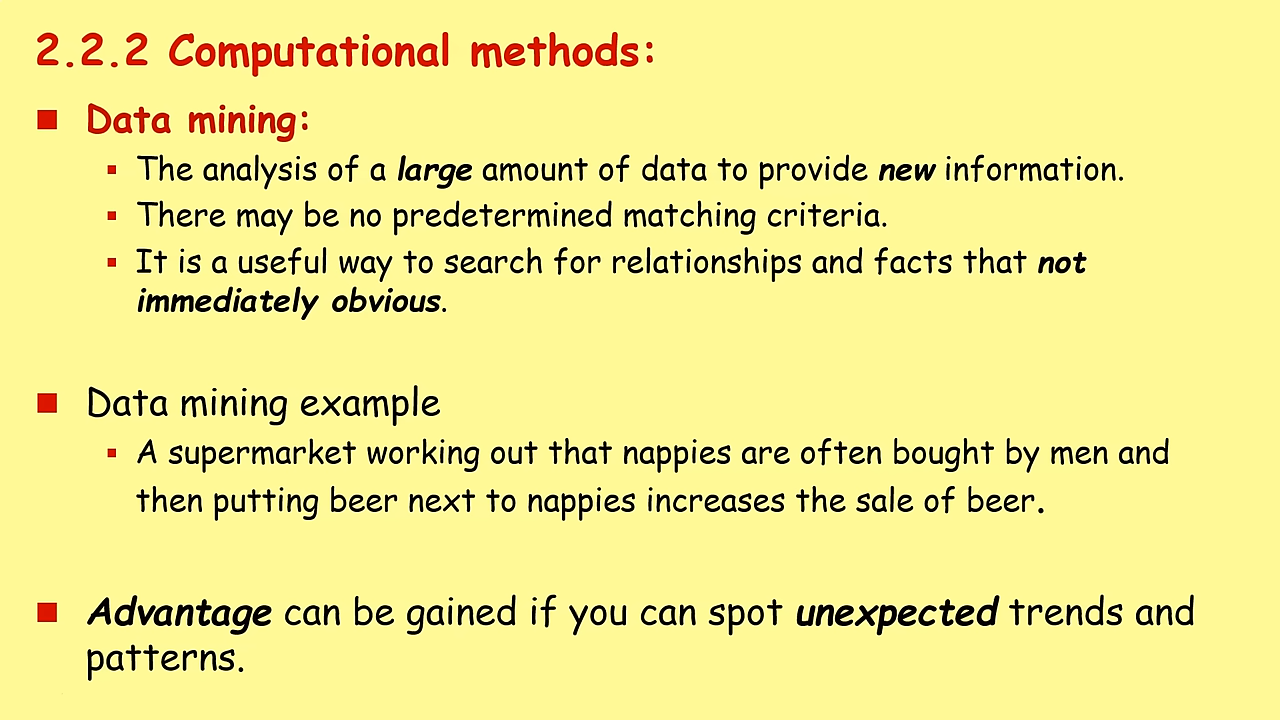 2.2.2 Computational methods:
Data mining:
The analysis of a large amount of data to provide new information.
There may be no predetermined matching criteria.
It is a useful way to search for relationships and facts that not
immediately obvious.
Data mining example
A supermarket working out that nappies are often bought by men and
then putting beer next to nappies increases the sale of beer.
Advantage can be gained if you can spot unexpected trends and
patterns.